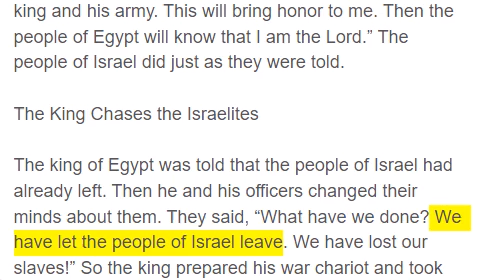 king and his army. This will bring honor to me. Then the
people of Egypt will know that I am the Lord.” The
people of Israel did just as they were told.
The King Chases the Israelites
The king of Egypt was told that the people of Israel had
already left. Then he and his officers changed their
minds about them. They said, “What have we done? We
have let the people of Israel leave. We have lost our
slaves!” So the king prepared his war chariot and took